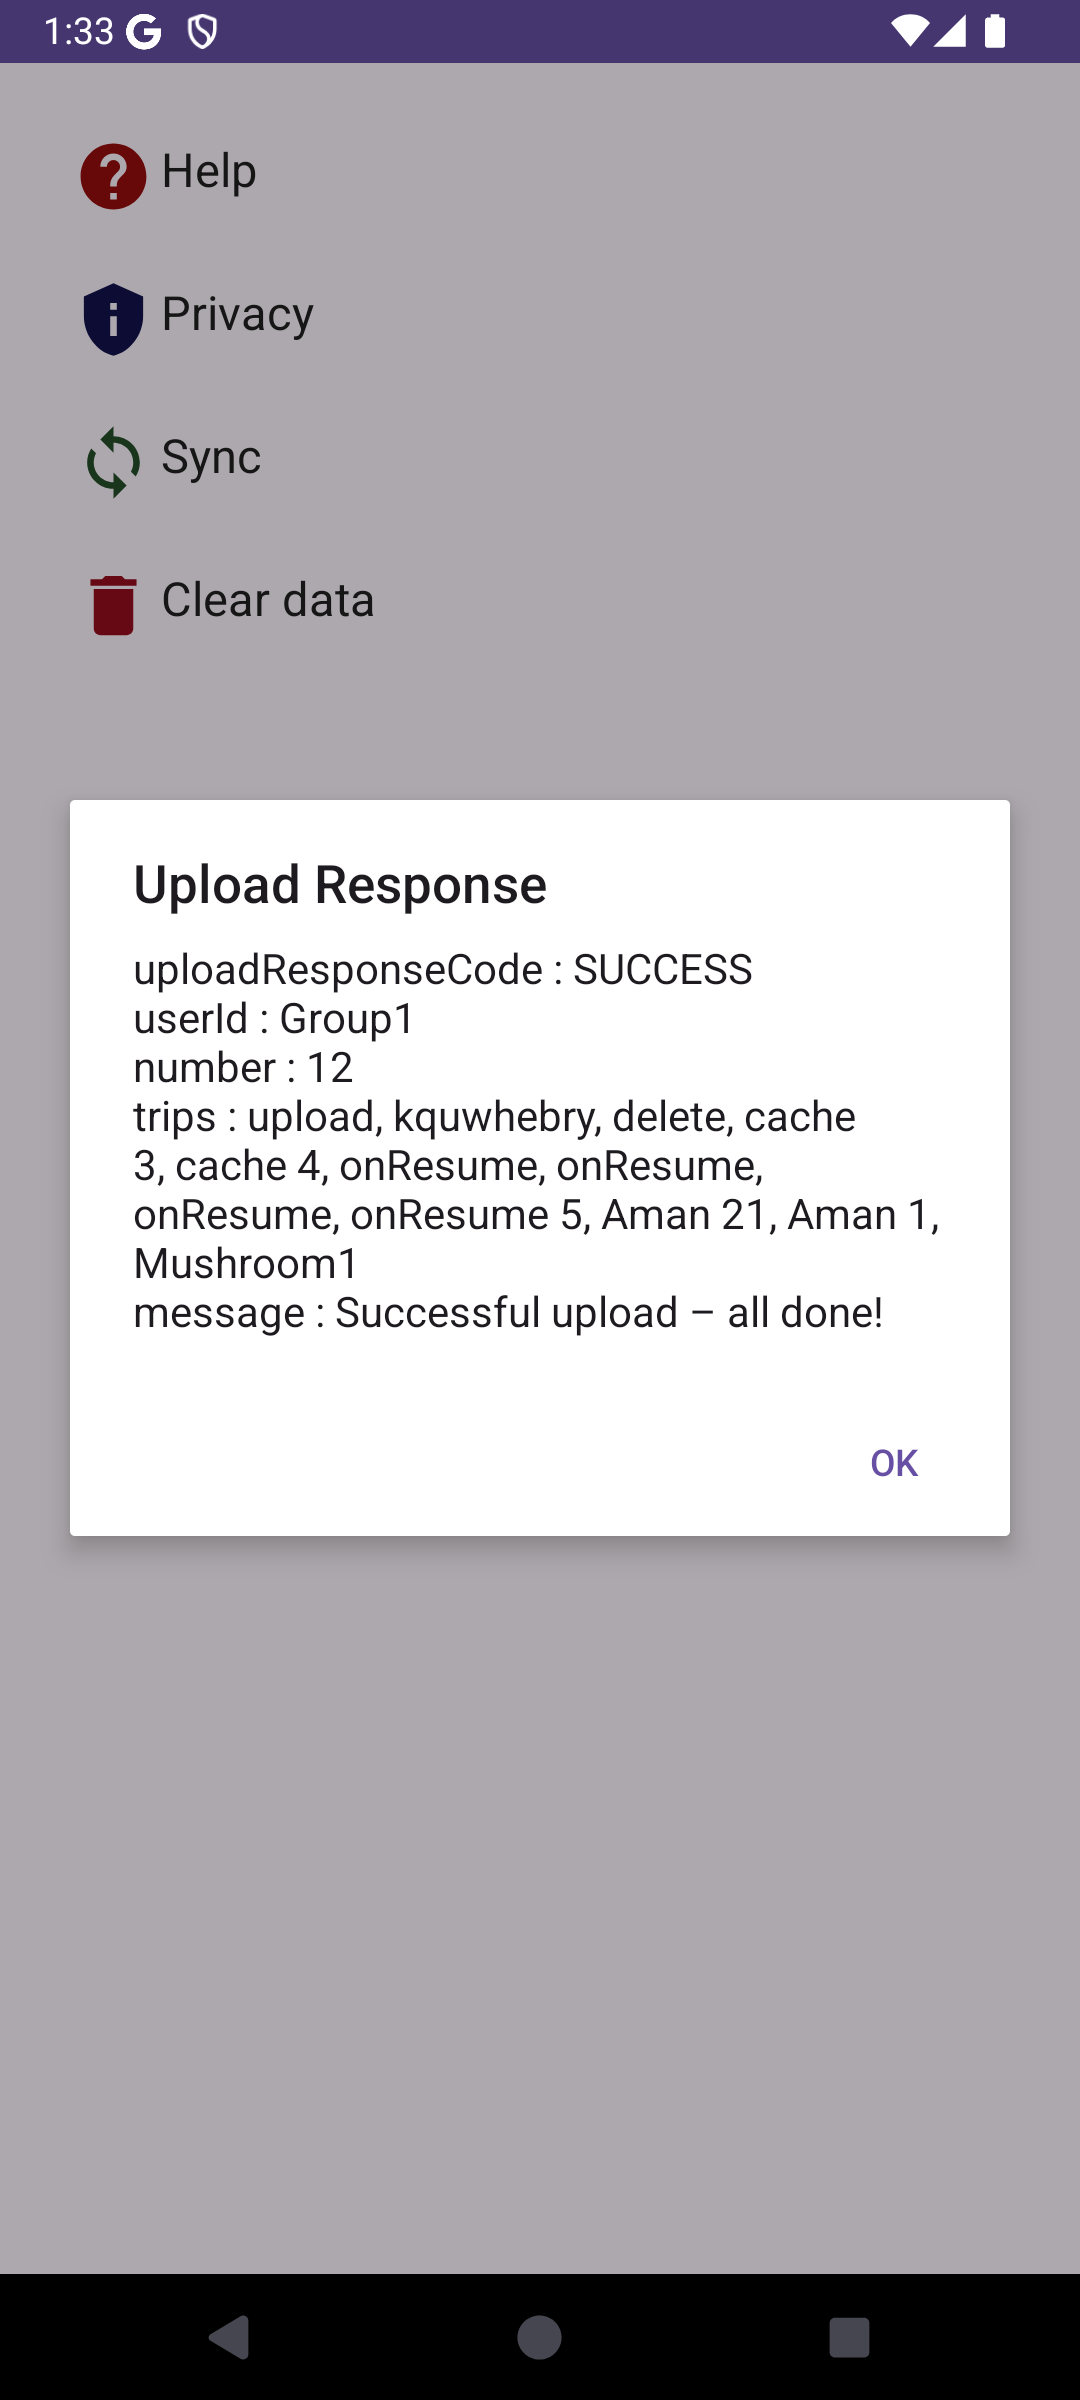 1:33
Help
Privacy
Sync
Clear data
Upload Response
uploadResponseCode : SUCCESS
userId : Group1
number : 12
trips : upload, kquwhebry, delete, cache
3, cache 4, onResume, onResume,
onResume, onResume 5, Aman 21, Aman 1,
Mushroom1
message : Successful upload – all done!
OK